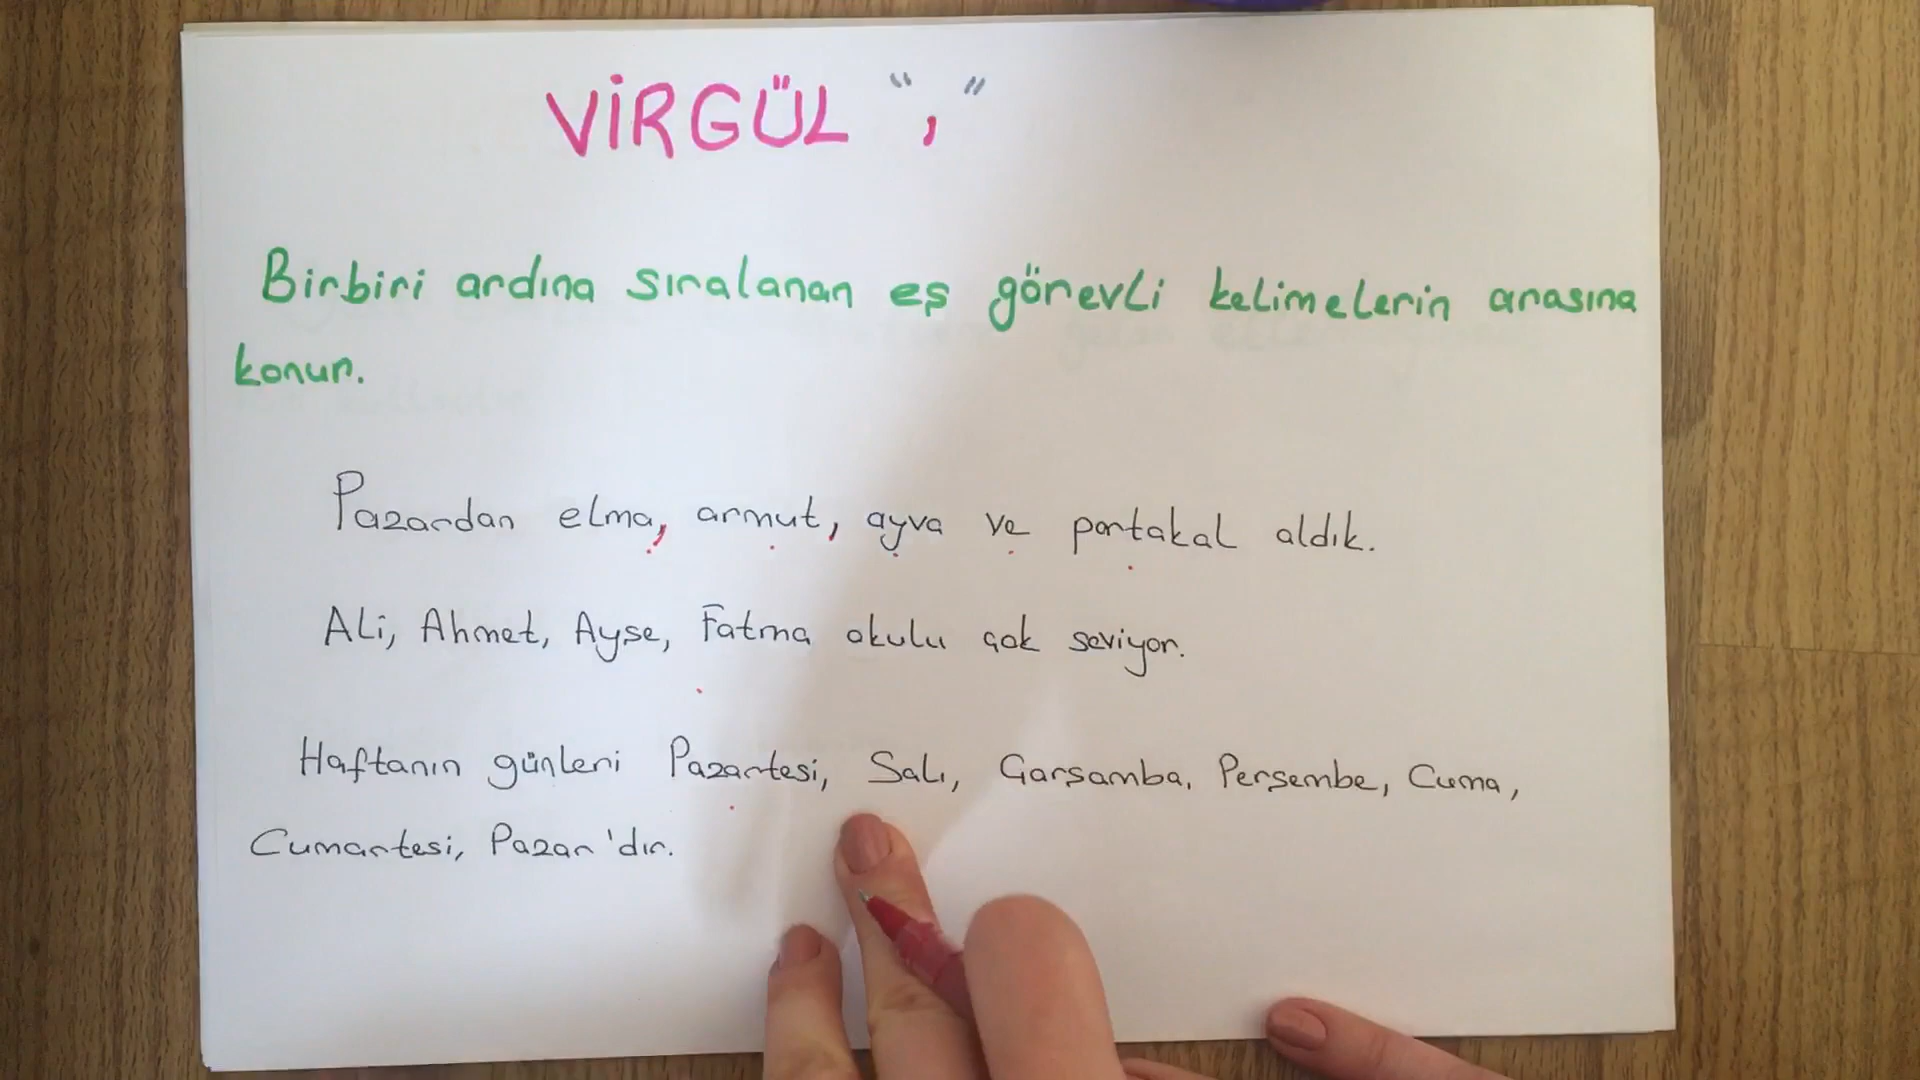 VİRGÜL “,”
Birbiri ardına sıralanan eş görevli kelimelerin arasına
konur.
Pazardan elma, armut, ayva ve portakal aldık.
Ali, Ahmet, Ayşe, Fatma okulu çok seviyor.
Haftanın günleri Pazartesi, Salı, Çarşamba, Perşembe, Cuma,
Cumartesi, Pazar'dır.